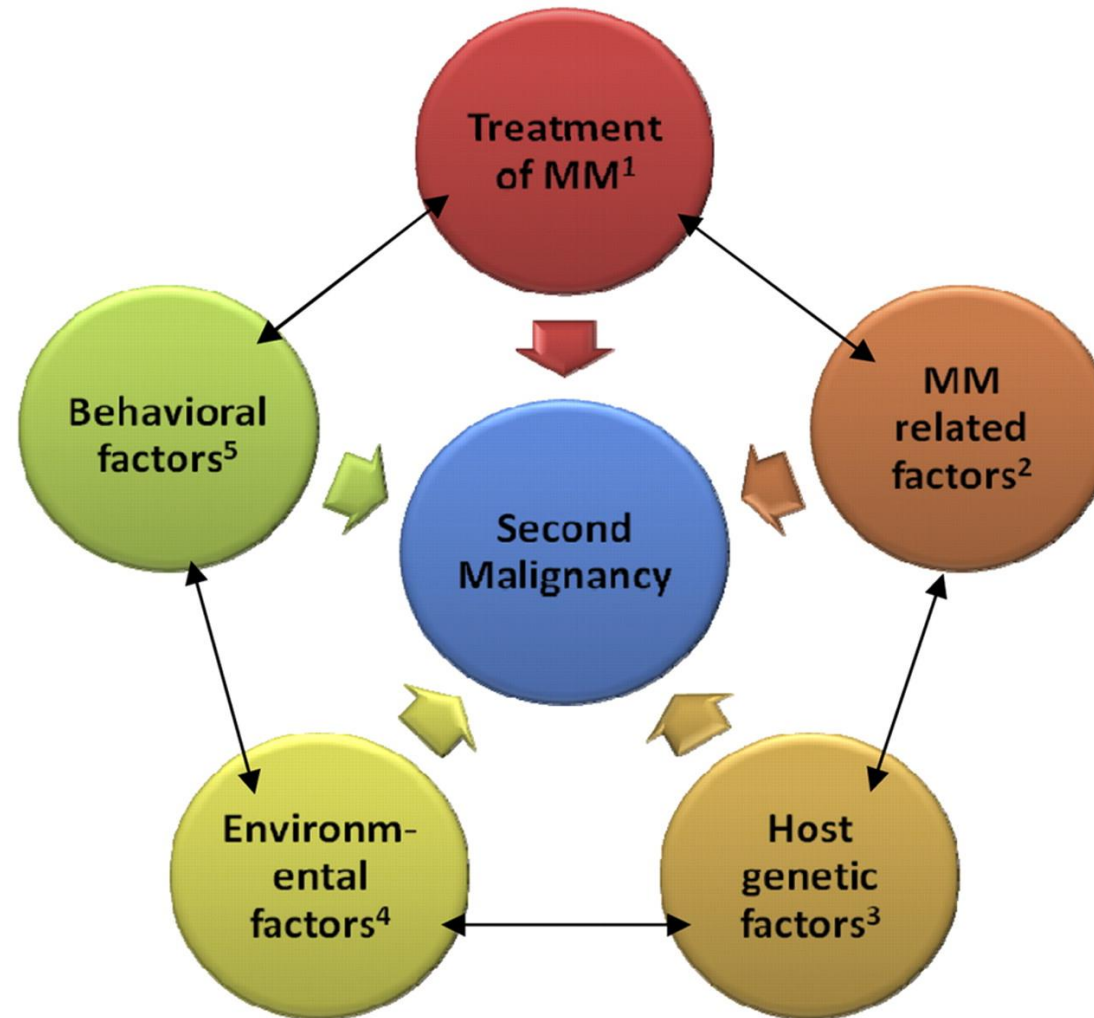 Treatment
of MM¹
MM
related
factors²
Host
genetic
factors³
Environm-
ental
factors⁴
Behavioral
factors⁵
Second
Malignancy